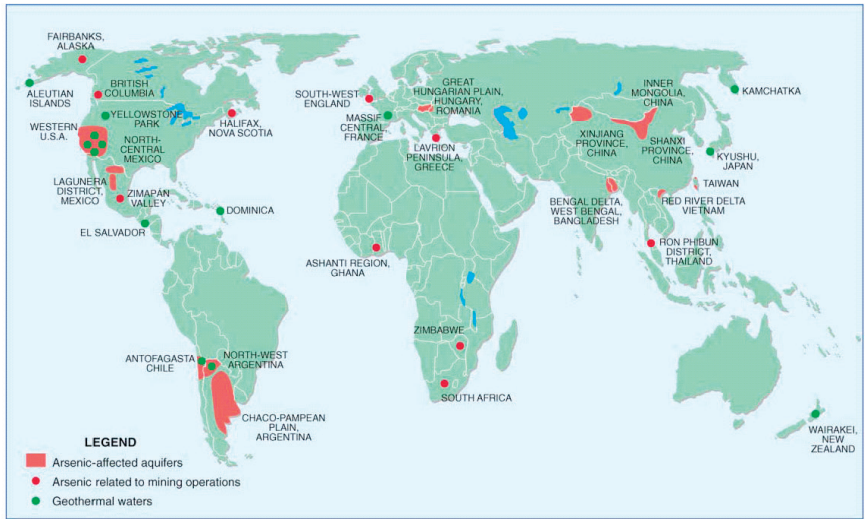 FAIRBANKS,
ALASKA
ALEUTIAN
ISLANDS
BRITISH
COLUMBIA
YELLOWSTONE
PARK
HALIFAX,
NOVA SCOTIA
WESTERN
U.S.A.
NORTH-
CENTRAL
MEXICO
LAGUNERA
DISTRICT,
MEXICO
ZIMAPÁN
VALLEY
DOMINICA
EL SALVADOR
SOUTH-WEST
ENGLAND
GREAT
HUNGARIAN PLAIN,
HUNGARY,
ROMANIA
MASSIF
CENTRAL,
FRANCE
LAVRION
PENINSULA,
GREECE
INNER
MONGOLIA,
CHINA
KAMCHATKA
XINJIANG
PROVINCE,
CHINA
SHANXI
PROVINCE,
CHINA
KYUSHU,
JAPAN
TAIWAN
BENGAL DELTA,
WEST BENGAL,
BANGLADESH
RED RIVER DELTA
VIETNAM
RON PHIBUN
DISTRICT,
THAILAND
ASHANTI REGION,
GHANA
ZIMBABWE
SOUTH AFRICA
ANTOFAGASTA
CHILE
NORTH-WEST
ARGENTINA
CHACO-PAMPEAN
PLAIN,
ARGENTINA
WAIRAKEI,
NEW
ZEALAND
LEGEND
Arsenic-affected aquifers
Arsenic related to mining operations
Geothermal waters